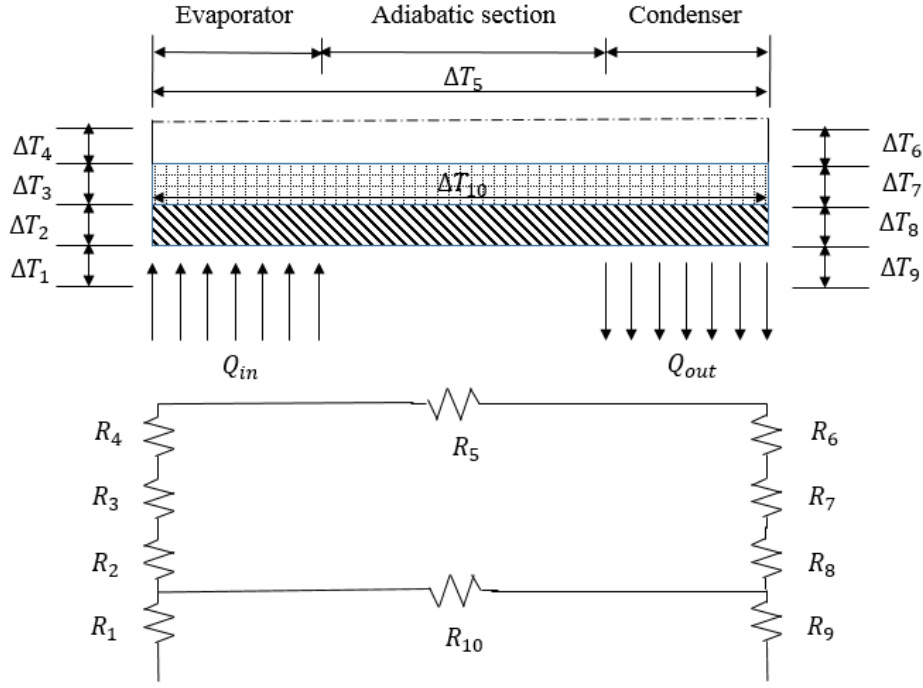 Evaporator Adiabatic section Condenser
ΔT₅
ΔT₄ ΔT₆
ΔT₃ ΔT₁₀ ΔT₇
ΔT₂ ΔT₈
ΔT₁ ΔT₉
Qᵢₙ Qₒᵤₜ
R₄ R₅ R₆
R₃ R₇
R₂ R₈
R₁ R₁₀ R₉